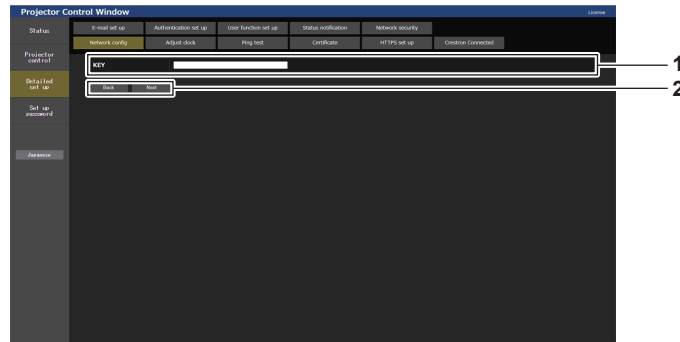 Projector Control Window
License
Status
Projector control
Detailed set up
Set up password
Japanese
E-mail set up
Authentication set up
User function set up
Status notification
Network security
Network config
Adjust clock
Ping test
Certificate
HTTPS set up
Crestron Connected
KEY
1
Back
Next
2